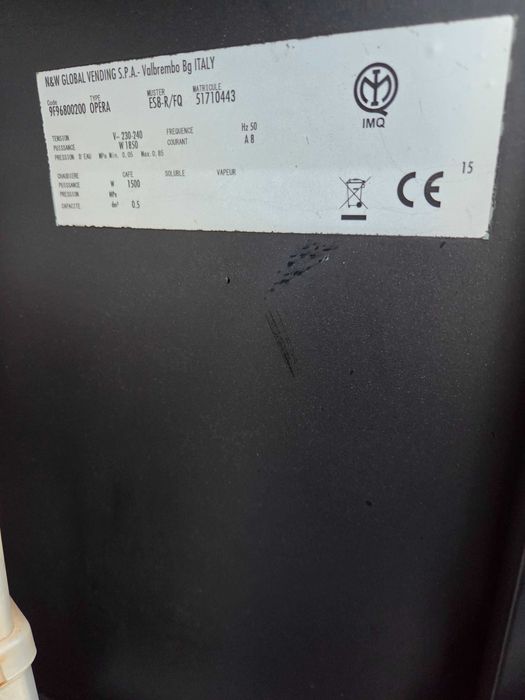 N&W GLOBAL VENDING S.P.A.- Valbrembo Bg ITALY
Code TYPE MUSTER MATRICULE
9F96800200 OPERA ES8-R/FQ 51710443
TENSION V~ 230-240 FREQUENCE Hz 50
PUISSANCE W 1850 COURANT A 8
PRESSION D'EAU MPa Min. 0,05 Max.0,85
CHAUDIERE CAFE SOLUBLE VAPEUR
PUISSANCE W 1500
PRESSION MPa
CAPACITE dm³ 0.5
IMQ
CE
15